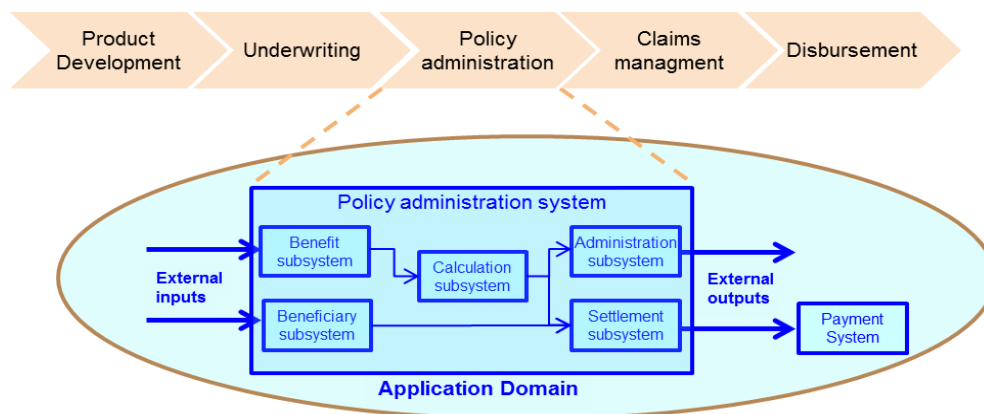 Product
Development
Underwriting
Policy
administration
Claims
managment
Disbursement
Policy administration system
Benefit
subsystem
Calculation
subsystem
Administration
subsystem
External
inputs
External
outputs
Beneficiary
subsystem
Settlement
subsystem
Payment
System
Application Domain